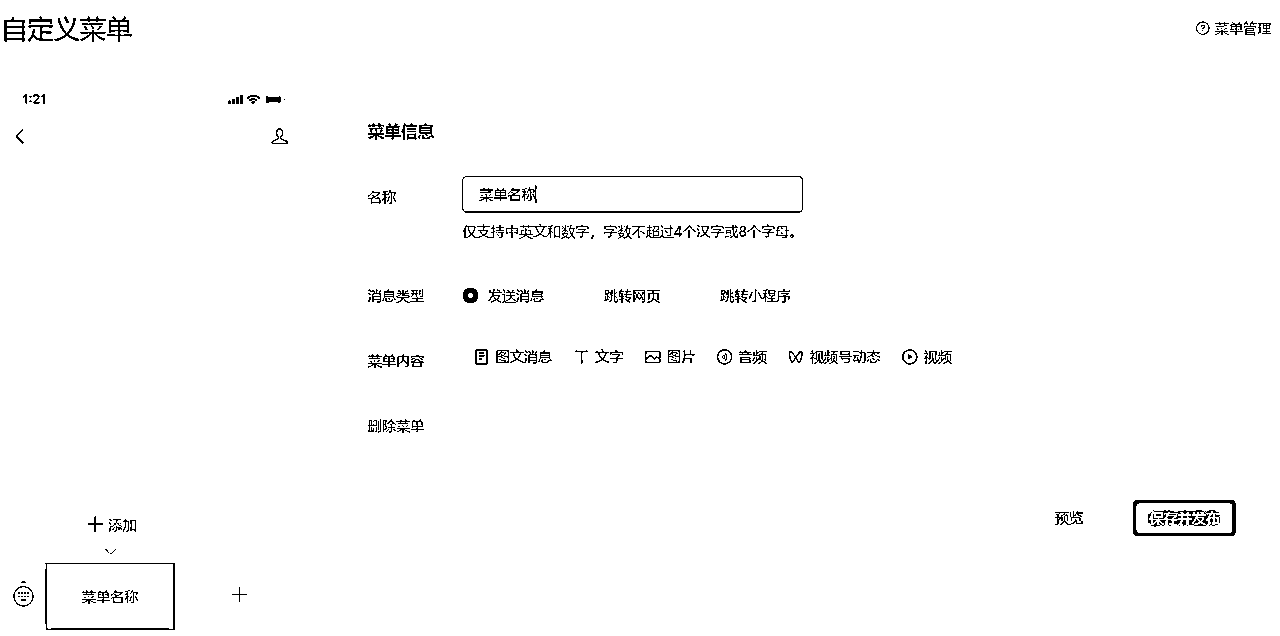 自定义菜单
菜单管理
1:21
菜单信息
名称
菜单名称
仅支持中英文和数字，字数不超过4个汉字或8个字母。
消息类型 发送消息 跳转网页 跳转小程序
菜单内容 图文消息 文字 图片 音频 视频号动态 视频
删除菜单
预览 保存并发布
添加
菜单名称